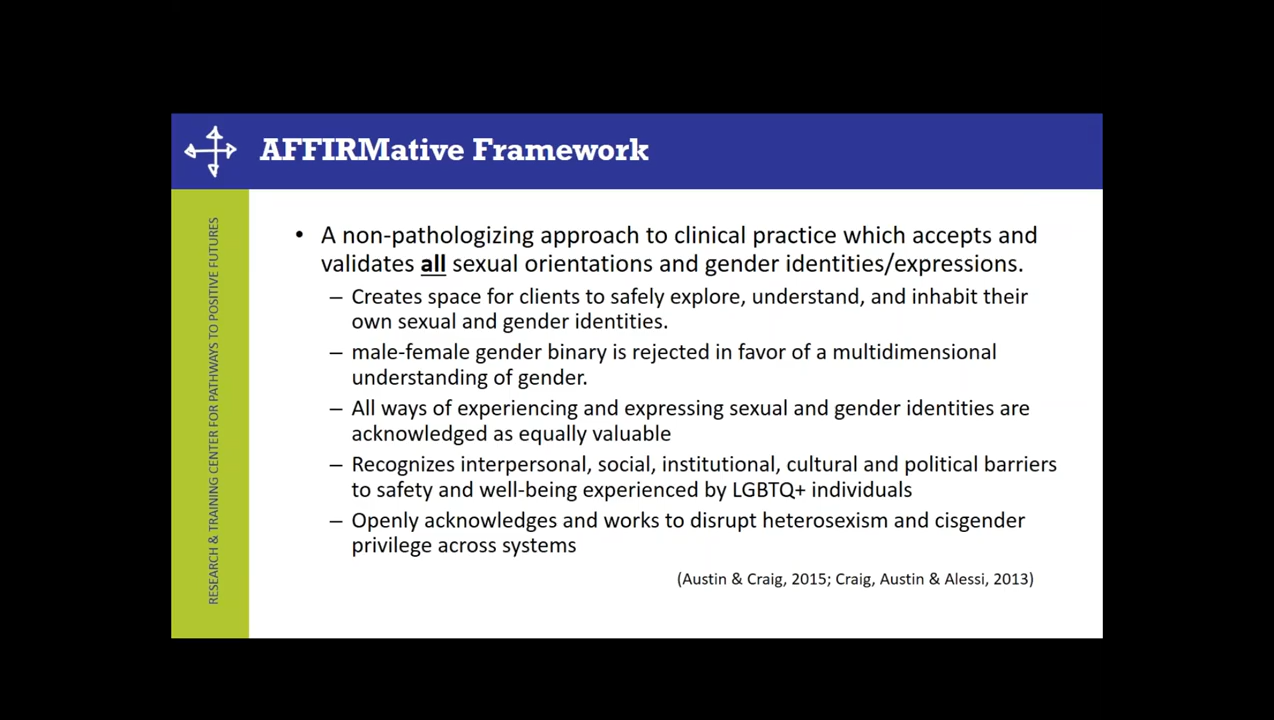 AFFIRMative Framework
RESEARCH & TRAINING CENTER FOR PATHWAYS TO POSITIVE FUTURES
• A non-pathologizing approach to clinical practice which accepts and
validates all sexual orientations and gender identities/expressions.
– Creates space for clients to safely explore, understand, and inhabit their
own sexual and gender identities.
– male-female gender binary is rejected in favor of a multidimensional
understanding of gender.
– All ways of experiencing and expressing sexual and gender identities are
acknowledged as equally valuable
– Recognizes interpersonal, social, institutional, cultural and political barriers
to safety and well-being experienced by LGBTQ+ individuals
– Openly acknowledges and works to disrupt heterosexism and cisgender
privilege across systems
(Austin & Craig, 2015; Craig, Austin & Alessi, 2013)